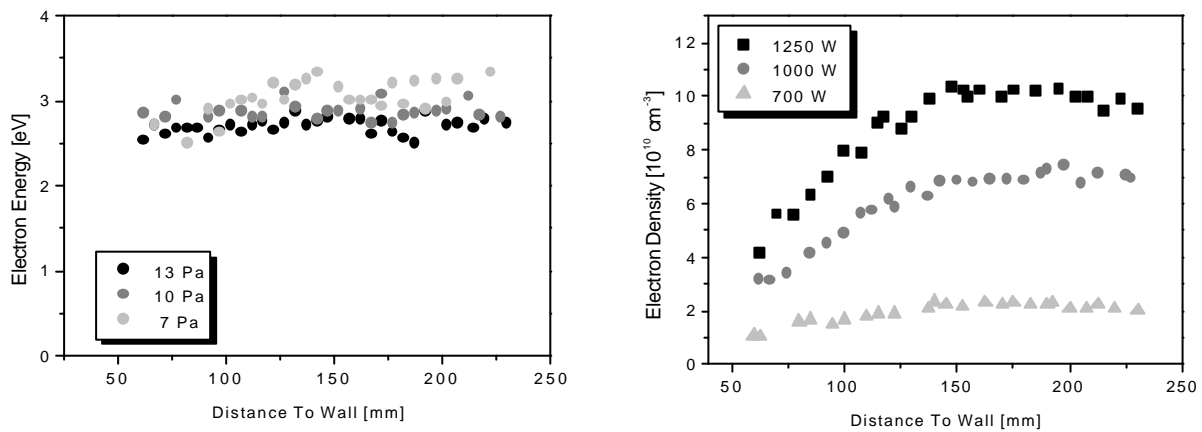 4
3
2
1
0
Electron Energy [eV]
13 Pa
10 Pa
7 Pa
50
100
150
200
250
Distance To Wall [mm]
12
10
8
6
4
2
0
Electron Density [10¹⁰ cm⁻³]
1250 W
1000 W
700 W
50
100
150
200
250
Distance To Wall [mm]